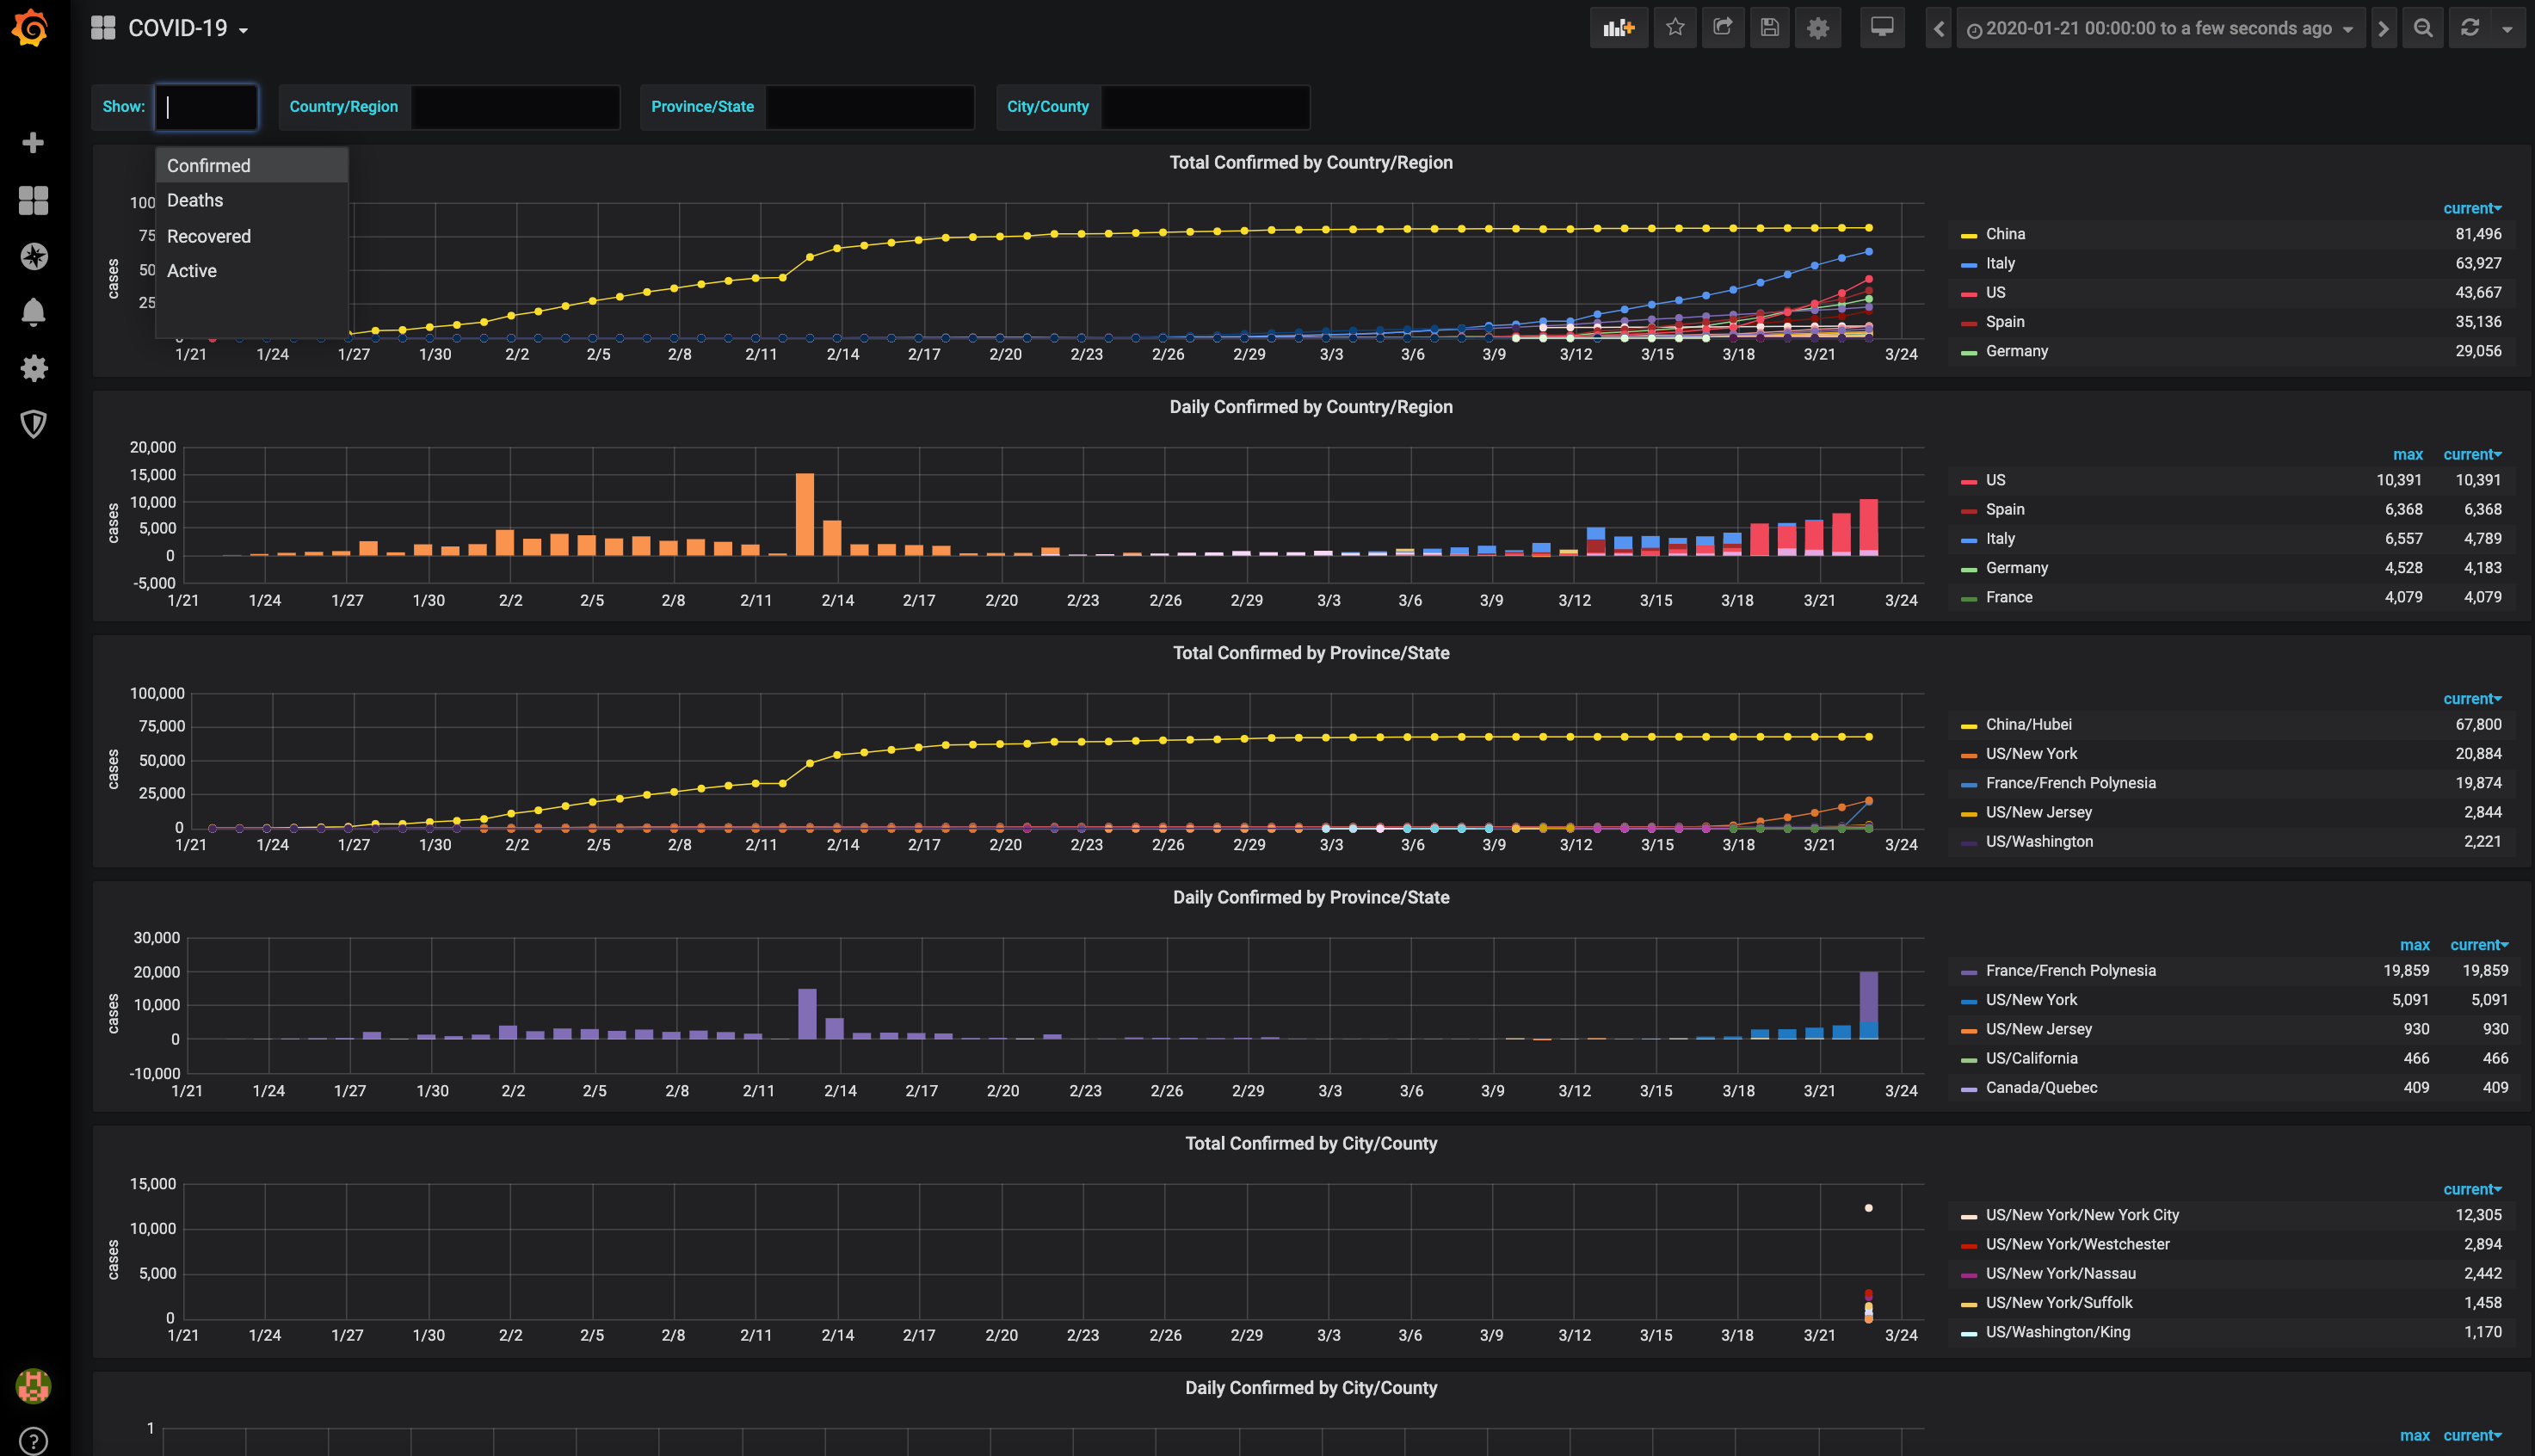 COVID-19
2020-01-21 00:00:00 to a few seconds ago
Show:
Country/Region
Province/State
City/County
Confirmed
Deaths
Recovered
Active
Total Confirmed by Country/Region
100
75
50
25
0
cases
1/21 1/24 1/27 1/30 2/2 2/5 2/8 2/11 2/14 2/17 2/20 2/23 2/26 2/29 3/3 3/6 3/9 3/12 3/15 3/18 3/21 3/24
current
China 81,496
Italy 63,927
US 43,667
Spain 35,136
Germany 29,056
Daily Confirmed by Country/Region
20,000
15,000
10,000
5,000
0
-5,000
cases
1/21 1/24 1/27 1/30 2/2 2/5 2/8 2/11 2/14 2/17 2/20 2/23 2/26 2/29 3/3 3/6 3/9 3/12 3/15 3/18 3/21 3/24
max current
US 10,391 10,391
Spain 6,368 6,368
Italy 6,557 4,789
Germany 4,528 4,183
France 4,079 4,079
Total Confirmed by Province/State
100,000
75,000
50,000
25,000
0
cases
1/21 1/24 1/27 1/30 2/2 2/5 2/8 2/11 2/14 2/17 2/20 2/23 2/26 2/29 3/3 3/6 3/9 3/12 3/15 3/18 3/21 3/24
current
China/Hubei 67,800
US/New York 20,884
France/French Polynesia 19,874
US/New Jersey 2,844
US/Washington 2,221
Daily Confirmed by Province/State
30,000
20,000
10,000
0
-10,000
cases
1/21 1/24 1/27 1/30 2/2 2/5 2/8 2/11 2/14 2/17 2/20 2/23 2/26 2/29 3/3 3/6 3/9 3/12 3/15 3/18 3/21 3/24
max current
France/French Polynesia 19,859 19,859
US/New York 5,091 5,091
US/New Jersey 930 930
US/California 466 466
Canada/Quebec 409 409
Total Confirmed by City/County
15,000
10,000
5,000
0
cases
1/21 1/24 1/27 1/30 2/2 2/5 2/8 2/11 2/14 2/17 2/20 2/23 2/26 2/29 3/3 3/6 3/9 3/12 3/15 3/18 3/21 3/24
current
US/New York/New York City 12,305
US/New York/Westchester 2,894
US/New York/Nassau 2,442
US/New York/Suffolk 1,458
US/Washington/King 1,170
Daily Confirmed by City/County
1
max current